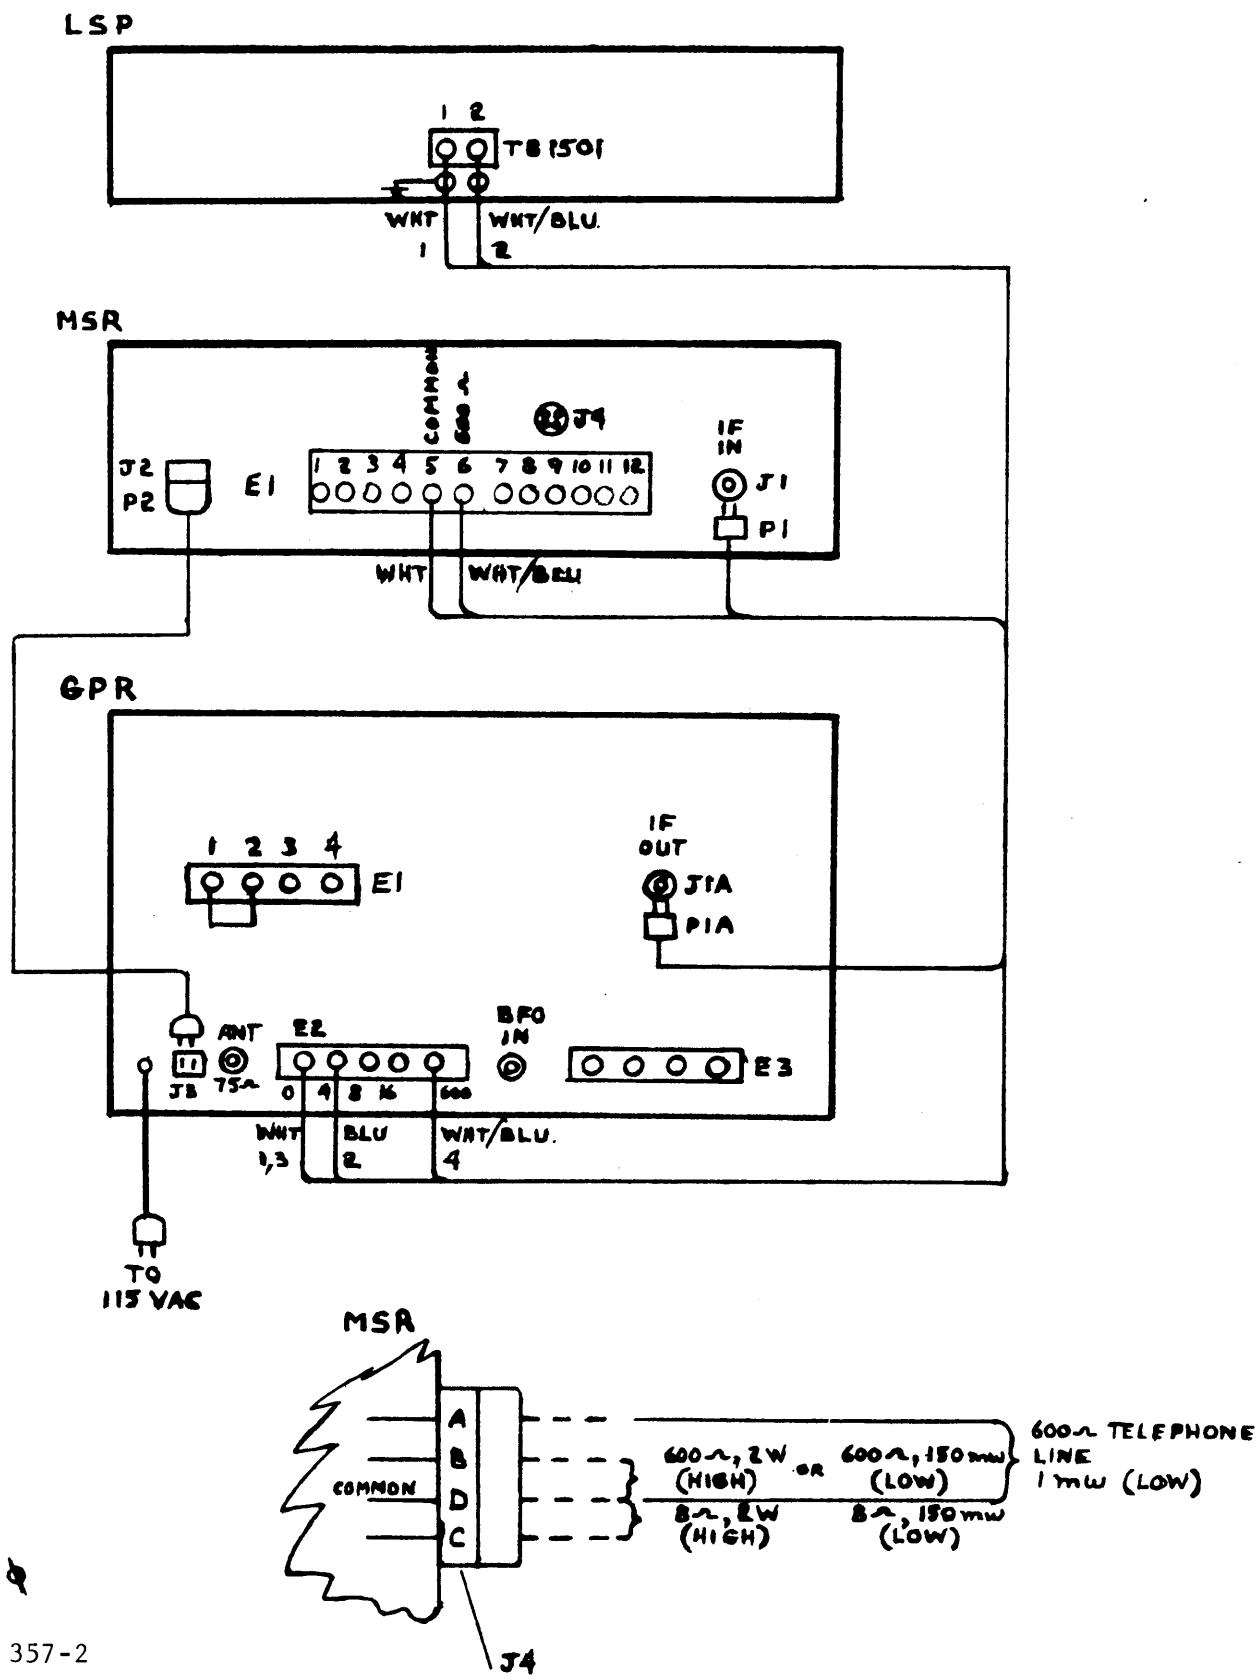 LSP
1 2
TB1501
WHT WHT/BLU.
1 2
MSR
COMMON
600Ω
J4
IF
IN
J2
P2
E1
1 2 3 4 5 6 7 8 9 10 11 12
J1
P1
WHT WHT/BLU
GPR
1 2 3 4
E1
IF
OUT
J1A
P1A
ANT
75Ω
J3
E2
BFO
IN
E3
0 4 8 16 600
WHT BLU WHT/BLU.
1,3 2 4
TO
115 VAC
MSR
A
B
COMMON D
C
600Ω, 2W OR 600Ω, 150mw
(HIGH) (LOW)
8Ω, 2W 8Ω, 150mw
(HIGH) (LOW)
600Ω TELEPHONE
LINE
1mw (LOW)
J4
357-2